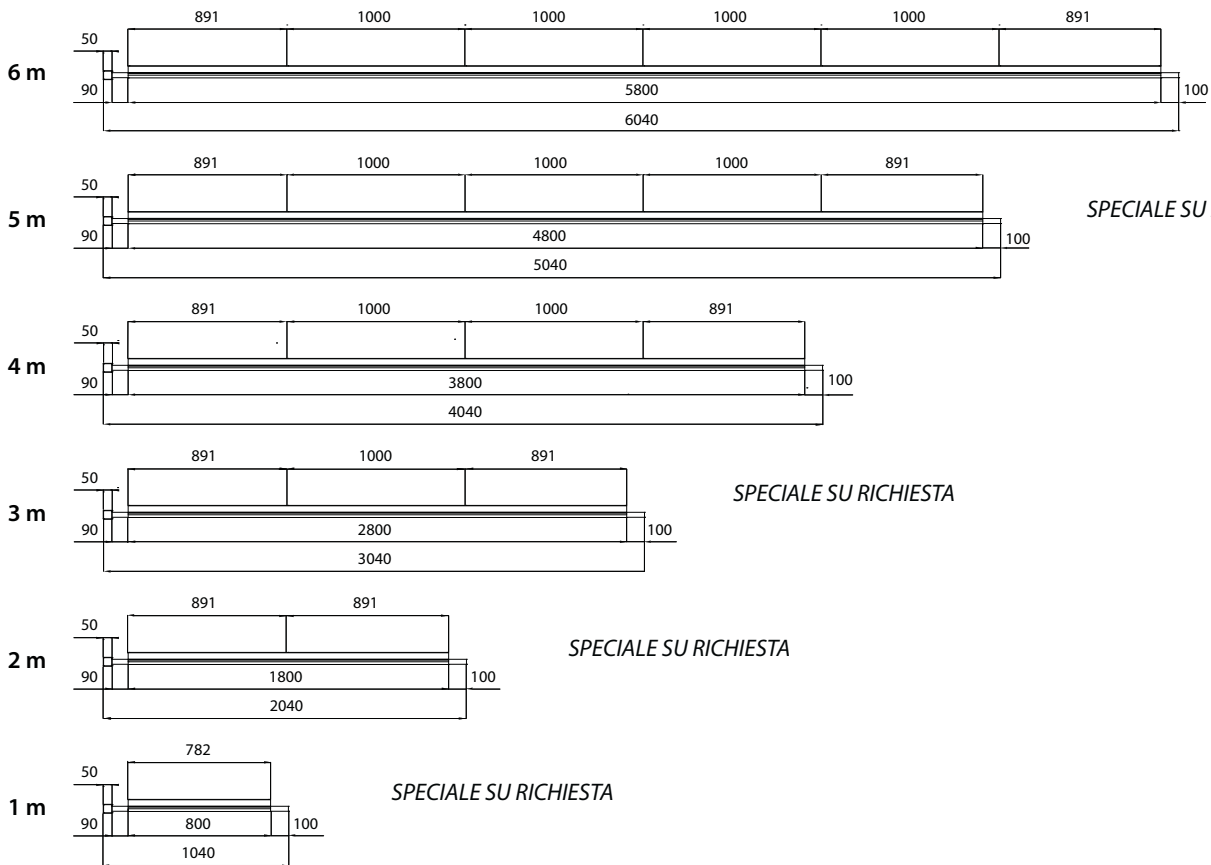 891 1000 1000 1000 1000 891
50
6 m
90 5800 100
6040
891 1000 1000 1000 891
50
SPECIALE SU
5 m
90 4800 100
5040
891 1000 1000 891
50
4 m
90 3800 100
4040
891 1000 891
50
SPECIALE SU RICHIESTA
3 m
90 2800 100
3040
891 891
50
SPECIALE SU RICHIESTA
2 m
90 1800 100
2040
782
50
SPECIALE SU RICHIESTA
1 m
90 800 100
1040